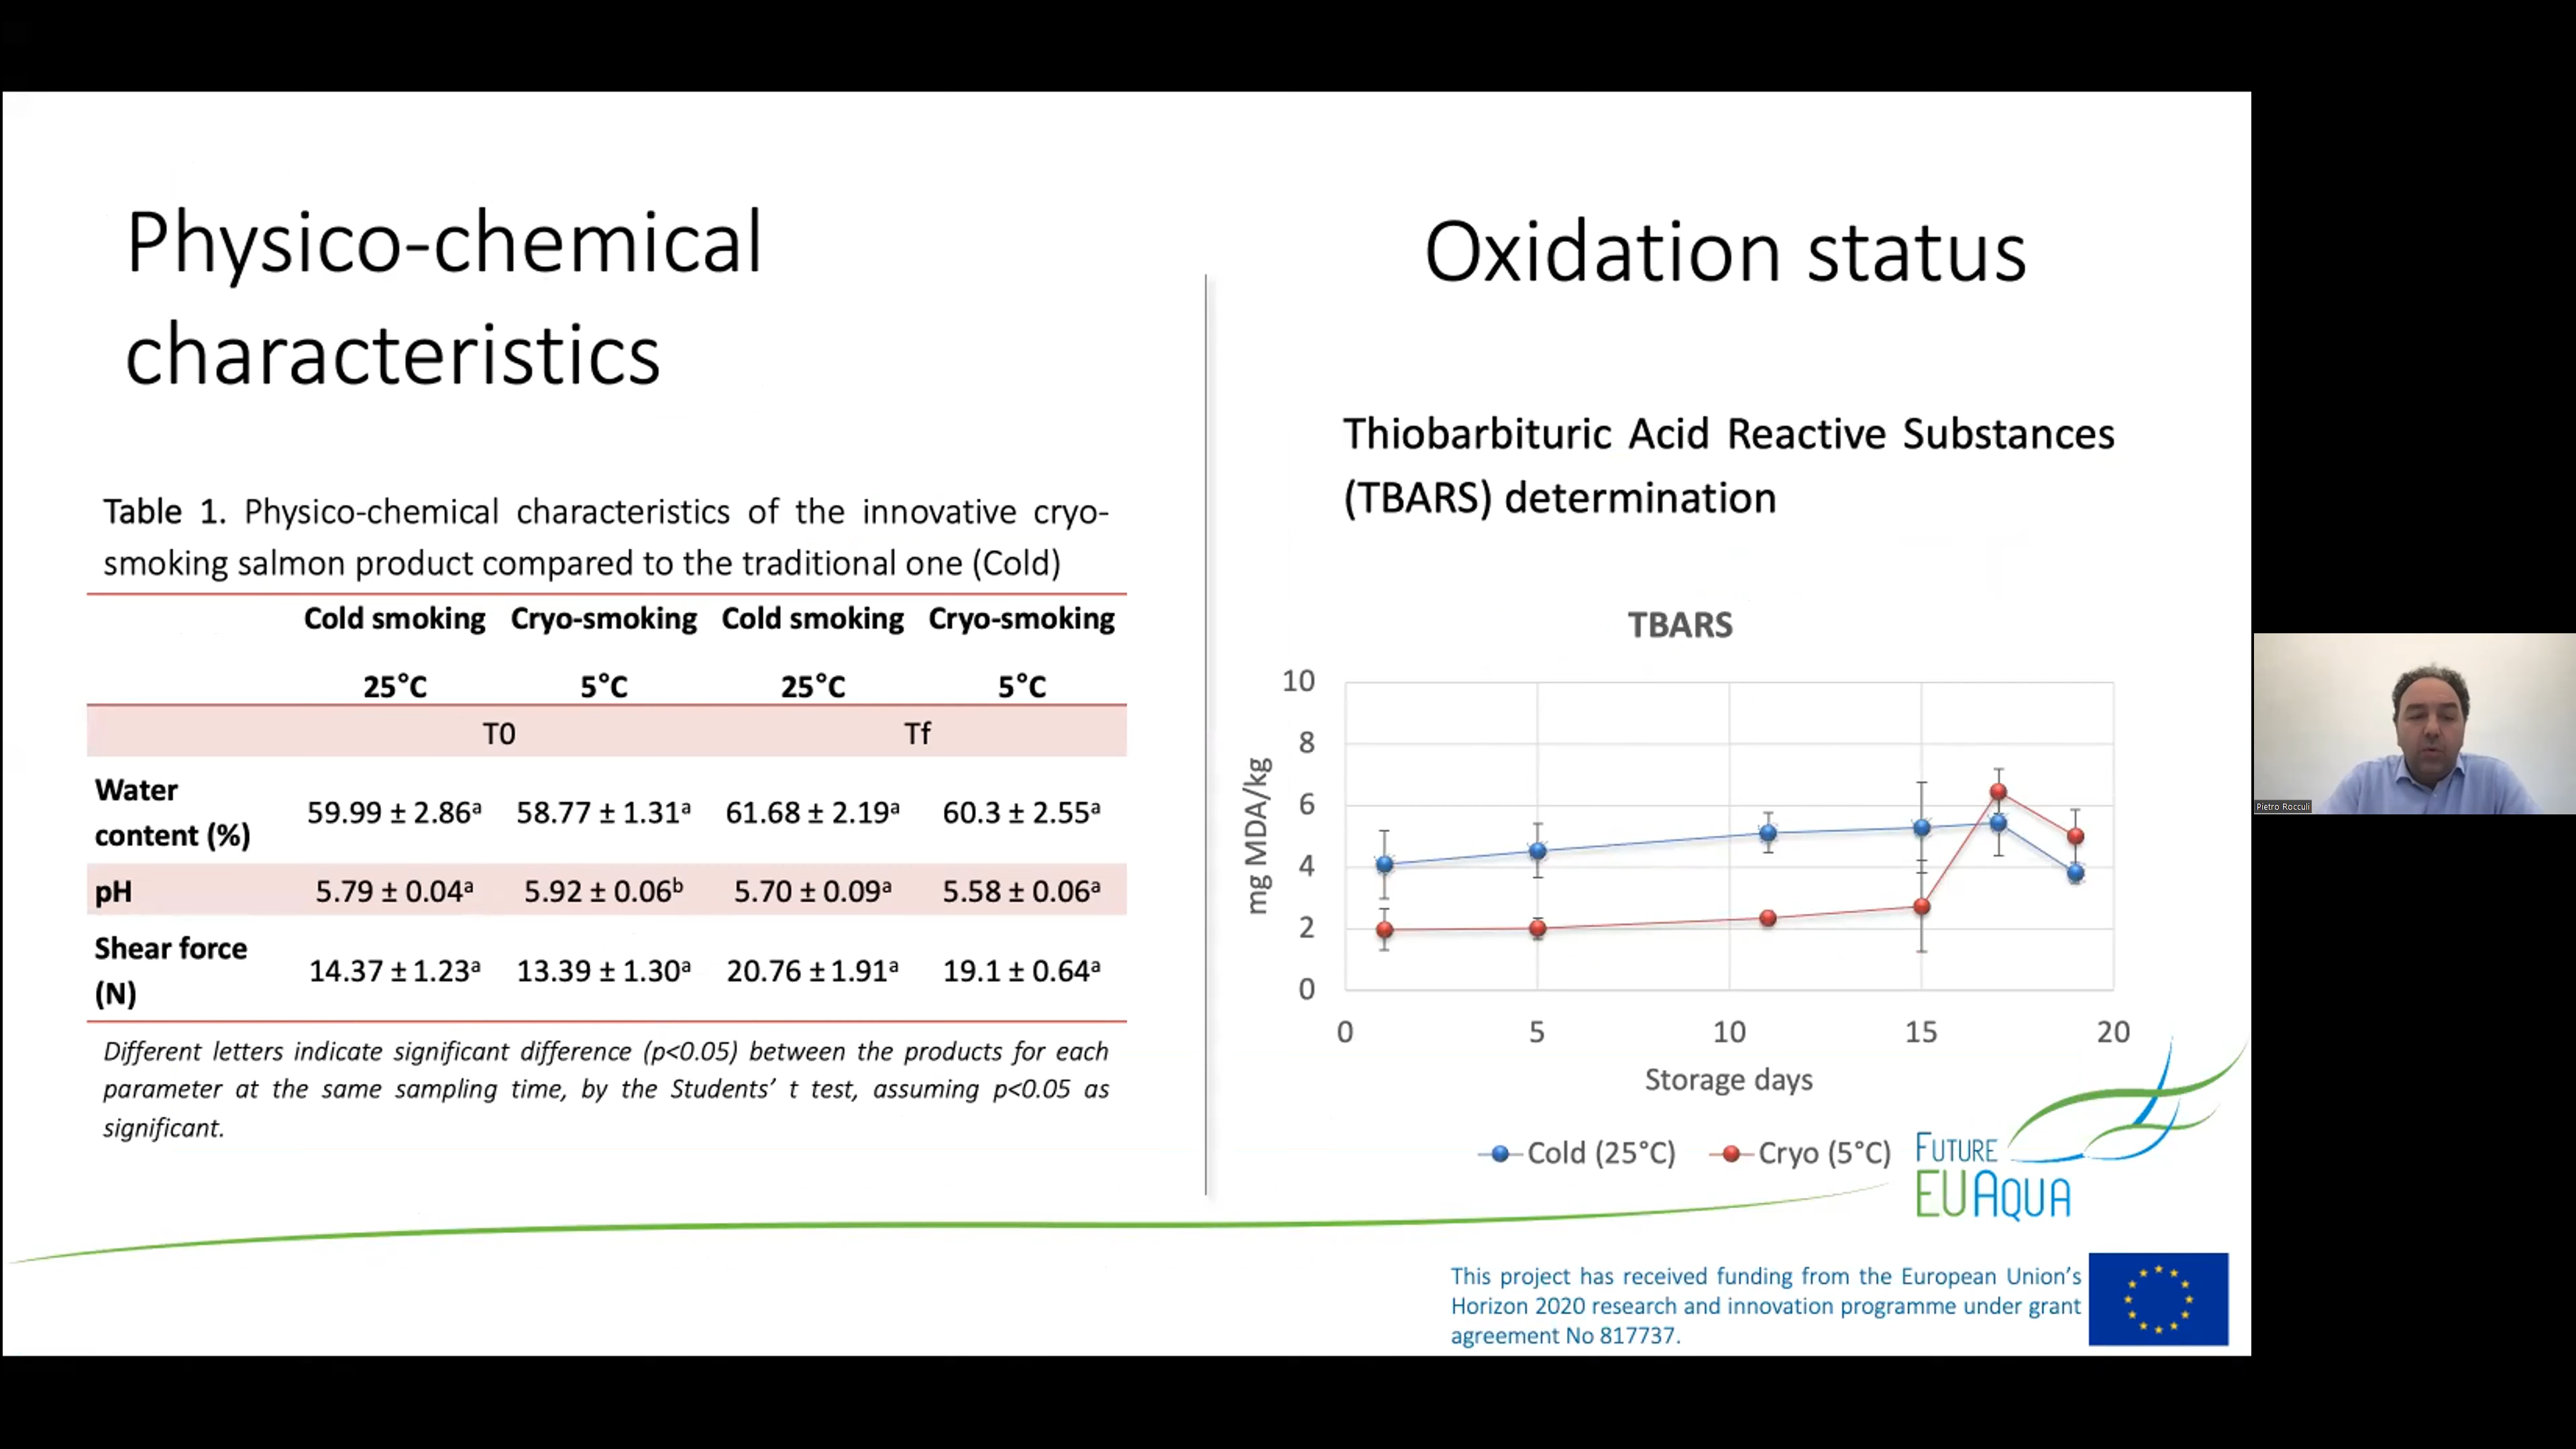 Physico-chemical
characteristics
Table 1. Physico-chemical characteristics of the innovative cryo-
smoking salmon product compared to the traditional one (Cold)
Cold smoking Cryo-smoking Cold smoking Cryo-smoking
25°C 5°C 25°C 5°C
T0 Tf
Water
content (%) 59.99 ± 2.86ᵃ 58.77 ± 1.31ᵃ 61.68 ± 2.19ᵃ 60.3 ± 2.55ᵃ
pH 5.79 ± 0.04ᵃ 5.92 ± 0.06ᵇ 5.70 ± 0.09ᵃ 5.58 ± 0.06ᵃ
Shear force
(N) 14.37 ± 1.23ᵃ 13.39 ± 1.30ᵃ 20.76 ± 1.91ᵃ 19.1 ± 0.64ᵃ
Different letters indicate significant difference (p<0.05) between the products for each
parameter at the same sampling time, by the Students’ t test, assuming p<0.05 as
significant.
Oxidation status
Thiobarbituric Acid Reactive Substances
(TBARS) determination
TBARS
mg MDA/kg
10
8
6
4
2
0
0 5 10 15 20
Storage days
Cold (25°C) Cryo (5°C)
FUTURE
EUAQUA
This project has received funding from the European Union’s
Horizon 2020 research and innovation programme under grant
agreement No 817737.
Pietro Rocculi